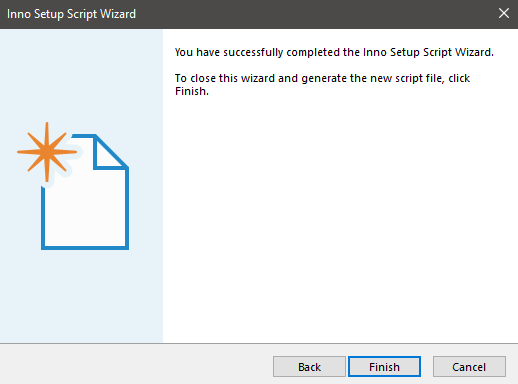 Inno Setup Script Wizard
You have successfully completed the Inno Setup Script Wizard.
To close this wizard and generate the new script file, click
Finish.
Back
Finish
Cancel